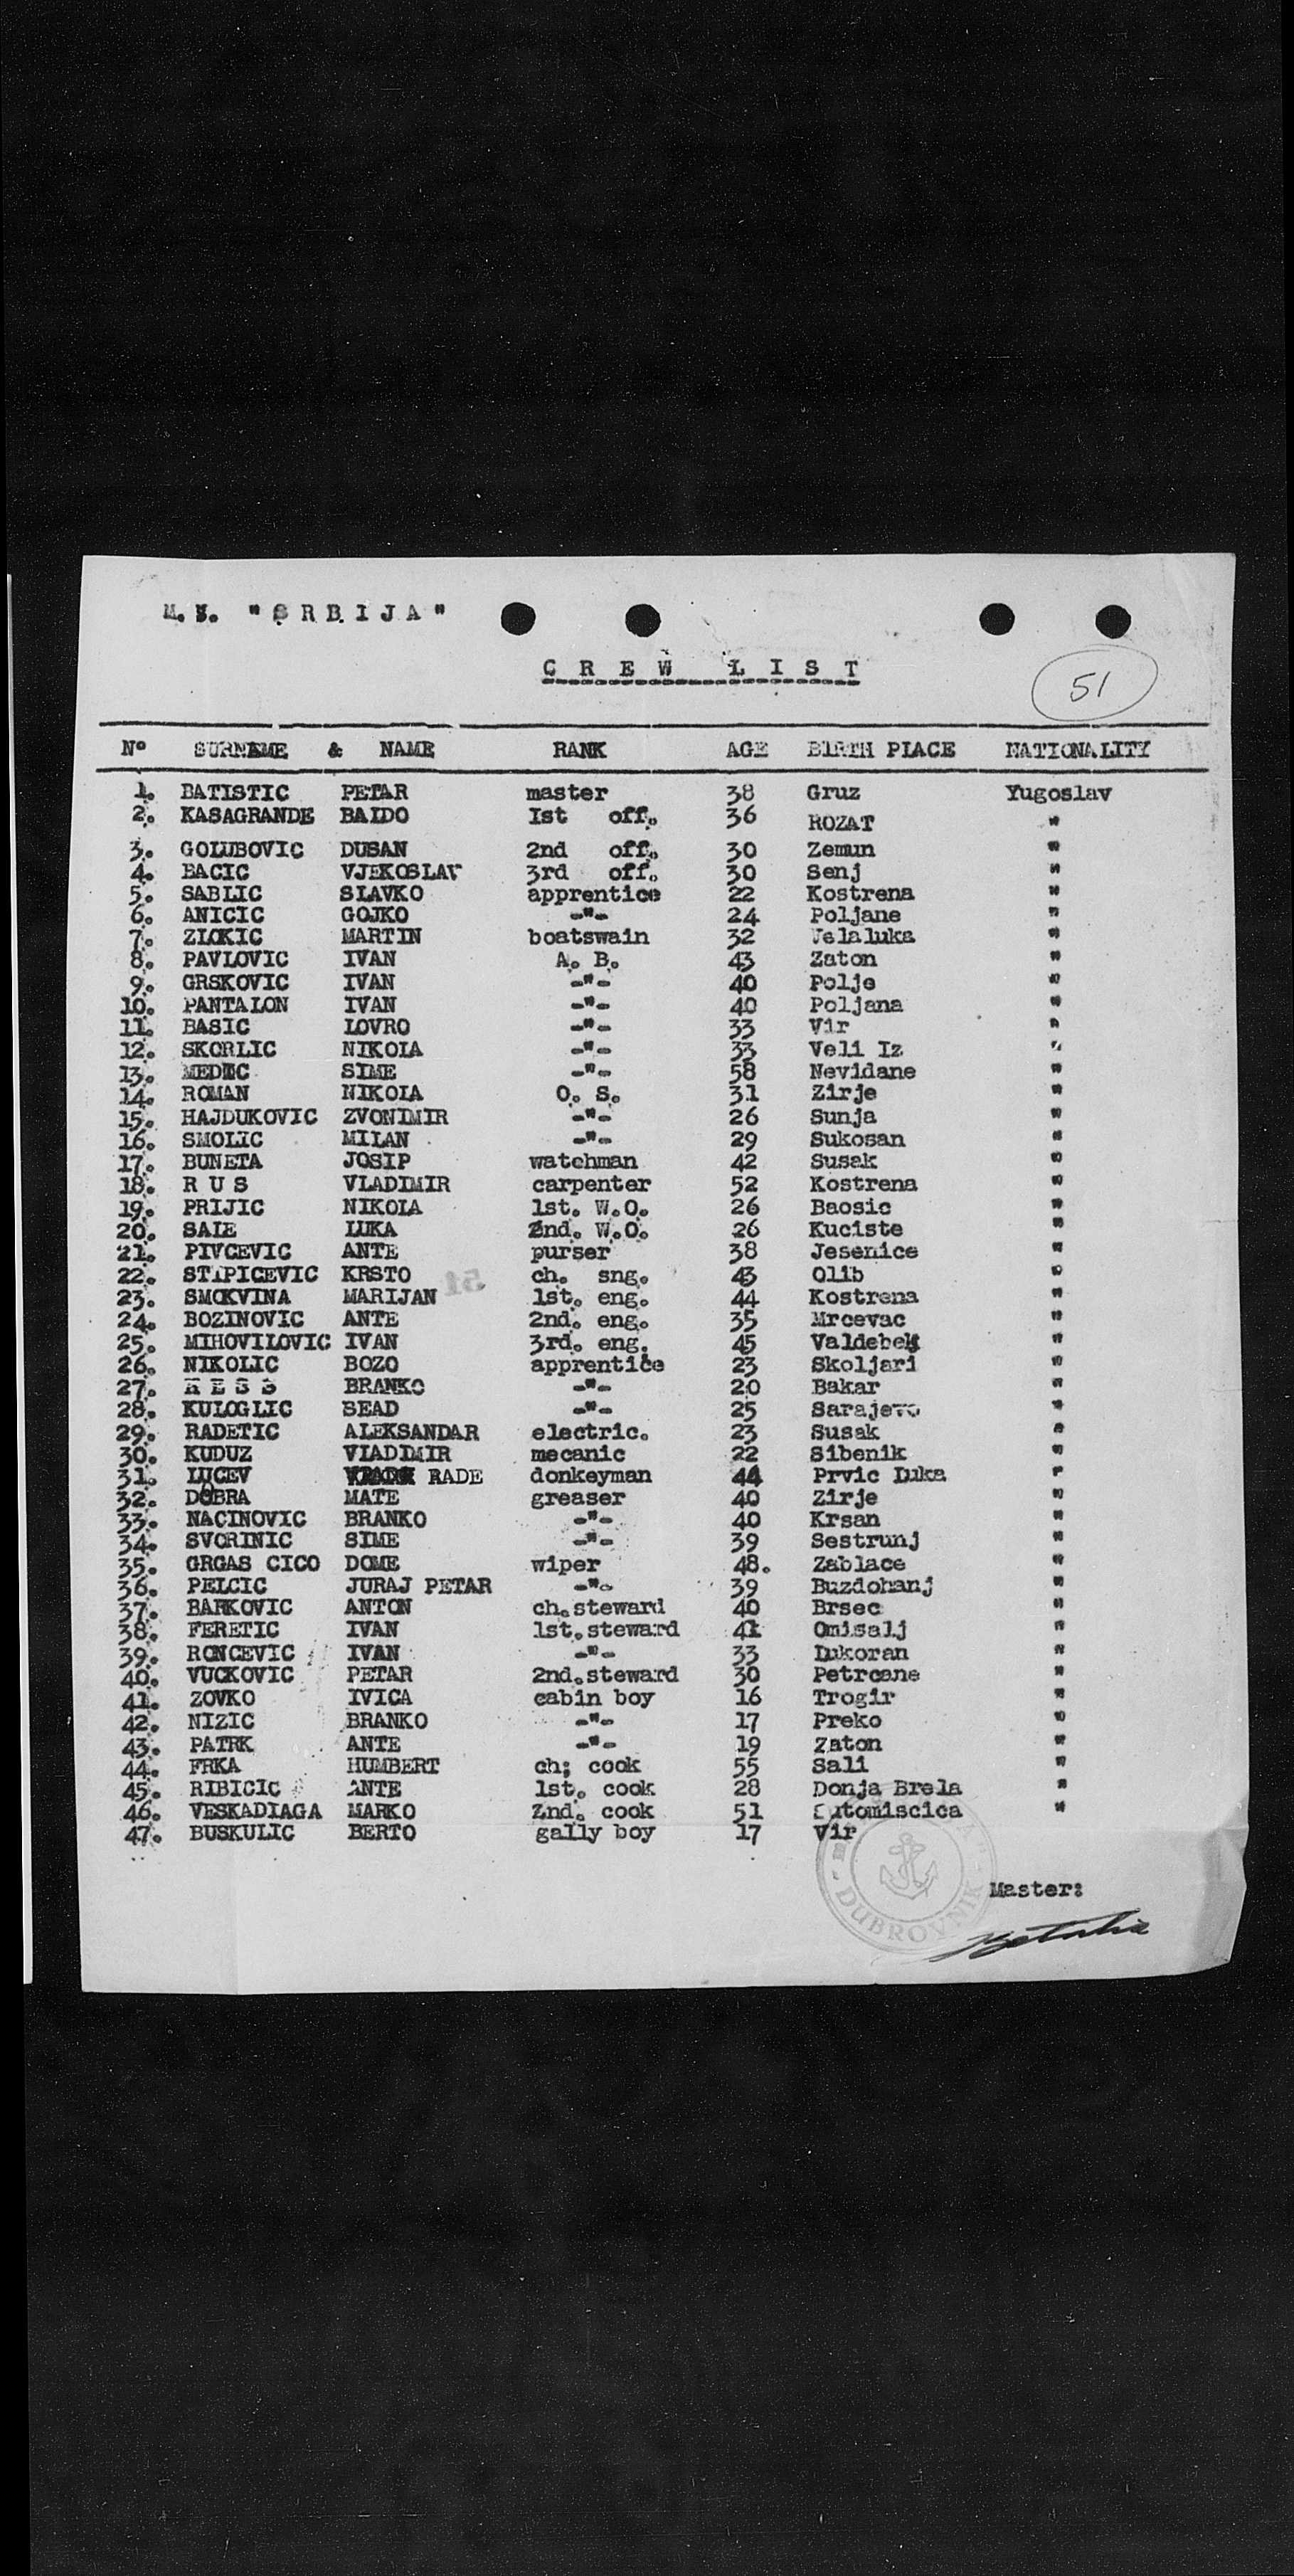 "SRBIJA"
CREW LIST
51
Nº SURNAME & NAME RANK AGE BIRTH PLACE NATIONALITY
1. BATISTIC PETAR master 38 Gruz Yugoslav
2. KASAGRANDE BALDO Ist off. 36 ROZAT "
3. GOLUBOVIC DUSAN 2nd off. 30 Zemun "
4. BACIC VJEKOSLAV 3rd off. 30 Senj "
5. SABLIC SLAVKO apprentice 22 Kostrena "
6. ANICIC GOJKO -"- 24 Poljane "
7. ZLOKIC MARTIN boatswain 32 Velaluka "
8. PAVLOVIC IVAN A. B. 43 Zaton "
9. GRSKOVIC IVAN -"- 40 Polje "
10. PANTALON IVAN -"- 40 Poljana "
11. BASIC LOVRO -"- 33 Vir "
12. SKORLIC NIKOLA -"- 33 Veli Iz "
13. MEDIC SIME -"- 58 Nevidane "
14. ROMAN NIKOLA O. S. 31 Zirje "
15. HAJDUKOVIC ZVONIMIR -"- 26 Sunja "
16. SMOLIC MILAN -"- 29 Sukosan "
17. BUNETA JOSIP watchman 42 Susak "
18. R U S VLADIMIR carpenter 52 Kostrena "
19. PRIJIC NIKOLA 1st. W.O. 26 Baosic "
20. SALE LUKA 2nd. W.O. 26 Kuciste "
21. PIVCEVIC ANTE purser 38 Jesenice "
22. STIPICEVIC KRSTO ch. sng. 43 Olib "
23. SMOKVINA MARIJAN 1st. eng. 44 Kostrena "
24. BOZINOVIC ANTE 2nd. eng. 35 Mrcevac "
25. MIHOVILOVIC IVAN 3rd. eng. 45 Valdebek "
26. NIKOLIC BOZO apprentice 23 Skoljari "
27. BRANKO -"- 20 Bakar "
28. KULOGLIC SEAD -"- 25 Sarajevo "
29. RADETIC ALEKSANDAR electric. 23 Susak "
30. KUDUZ VLADIMIR mecanic 22 Sibenik "
31. LUCEV RADE donkeyman 44 Prvic Luka "
32. DOBRA MATE greaser 40 Zirje "
33. NACINOVIC BRANKO -"- 40 Krsan "
34. SVORINIC SIME -"- 39 Sestrunj "
35. GRGAS CICO DOME wiper 48. Zablace "
36. PELCIC JURAJ PETAR -"- 39 Buzdohanj "
37. BARKOVIC ANTON ch.steward 40 Brsec "
38. FERETIC IVAN 1st.steward 41 Omisalj "
39. RONCEVIC IVAN -"- 33 Lukoran "
40. VUCKOVIC PETAR 2nd.steward 30 Petrcane "
41. ZOVKO IVICA cabin boy 16 Trogir "
42. NIZIC BRANKO -"- 17 Preko "
43. PATRK ANTE -"- 19 Zaton "
44. FRKA HUMBERT ch; cook 55 Sali "
45. RIBICIC ANTE 1st. cook 28 Donja Brela "
46. VESKADIAGA MARKO 2nd. cook 51 Sutomiscica "
47. BUSKULIC BERTO gally boy 17 Vir
Master:
DUBROVNIK